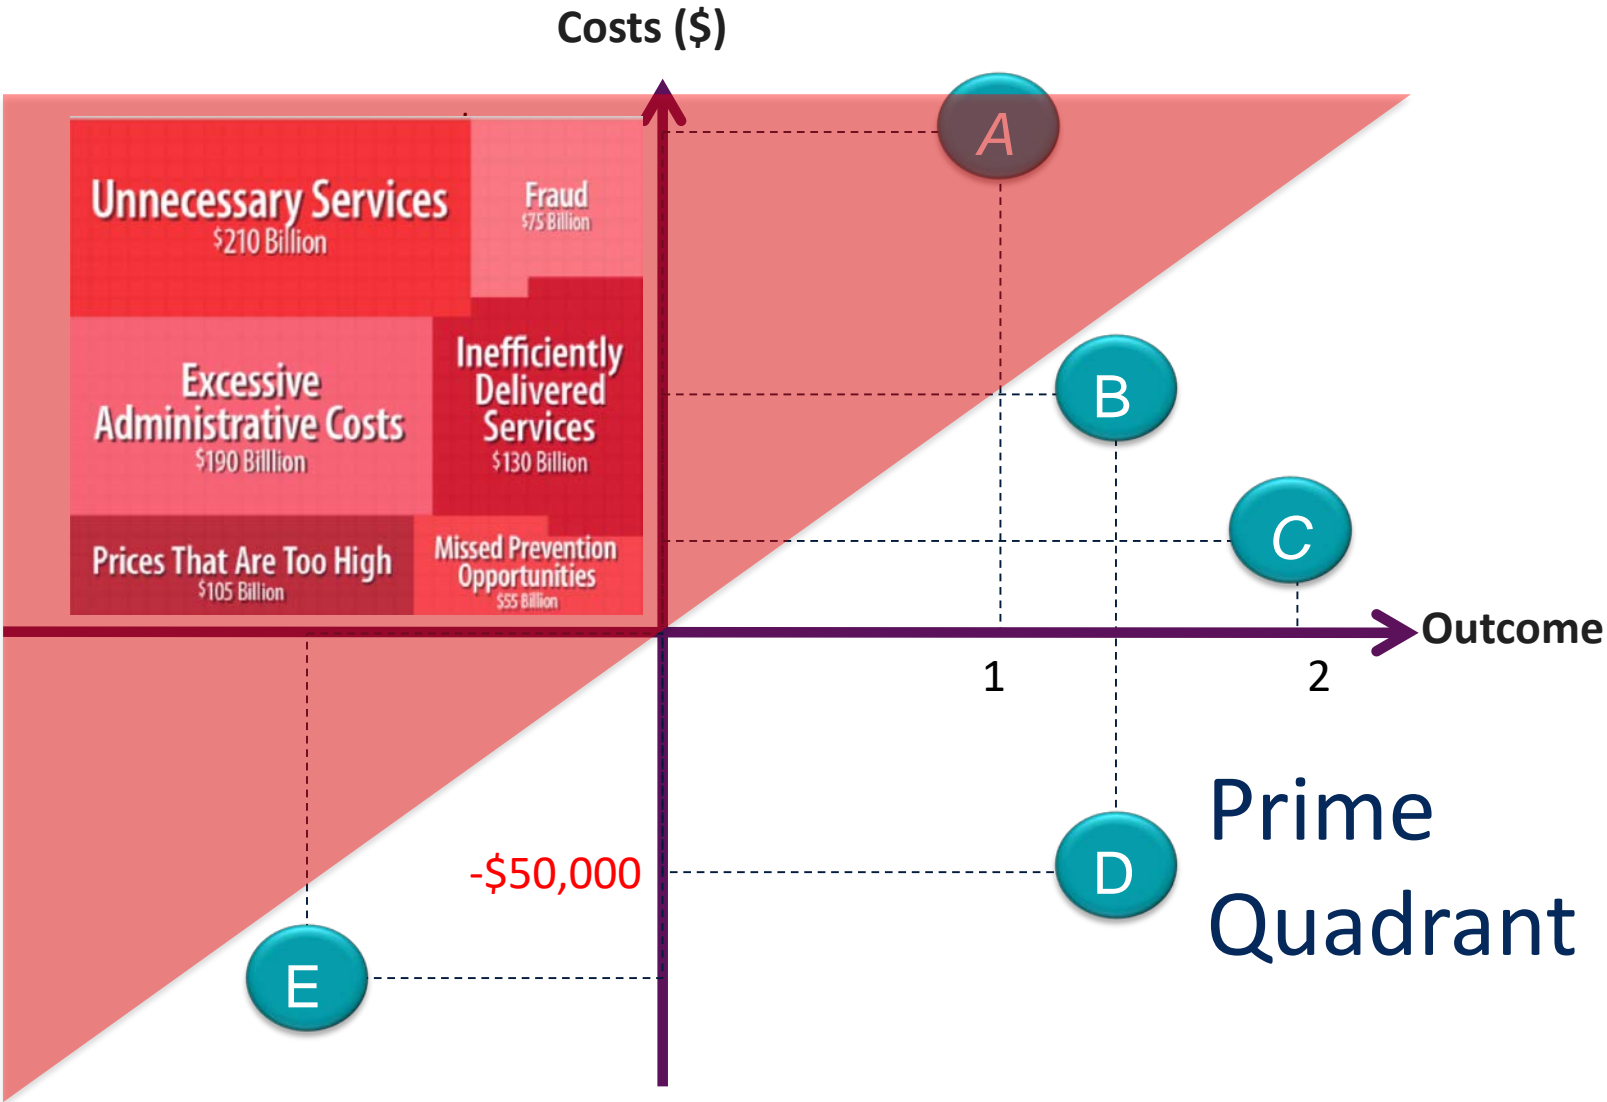 Costs ($)
A
Unnecessary Services
$210 Billion
Fraud
$75 Billion
Excessive
Administrative Costs
$190 Billlion
Inefficiently
Delivered
Services
$130 Billion
B
Prices That Are Too High
$105 Billion
Missed Prevention
Opportunities
$55 Billion
C
Outcome
1
2
Prime
Quadrant
-$50,000
D
E